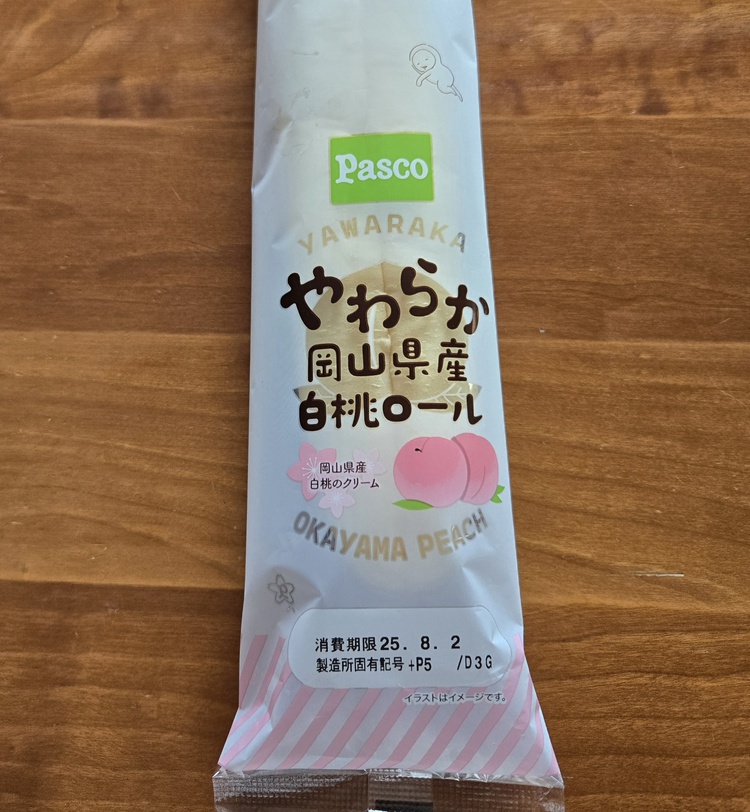 Pasco
YAWARAKA
やわらか
岡山県産
白桃ロール
岡山県産
白桃のクリーム
OKAYAMA PEACH
消費期限25. 8. 2
製造所固有記号 +P5 /D3G
イラストはイメージです。